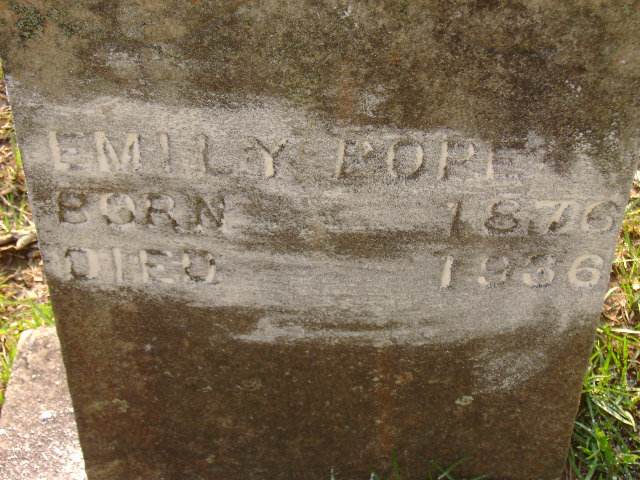 EMILY POPE
BORN 1876
DIED 1936